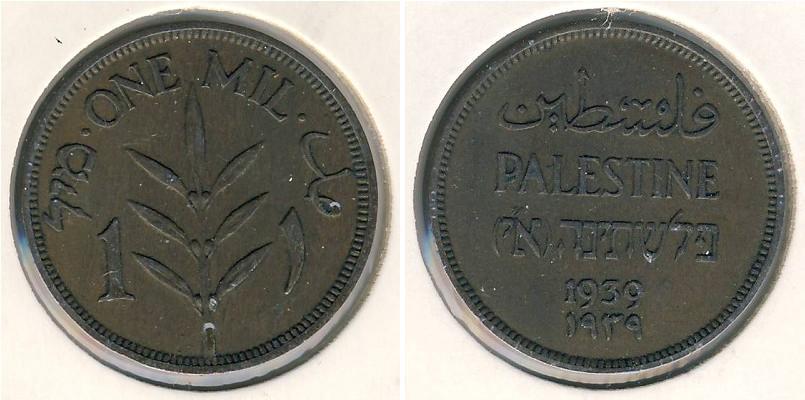 מיל · ONE MIL · مل
1 ١
فلسطين
PALESTINE
פלשתינה (א״י)
1939
١٩٣٩